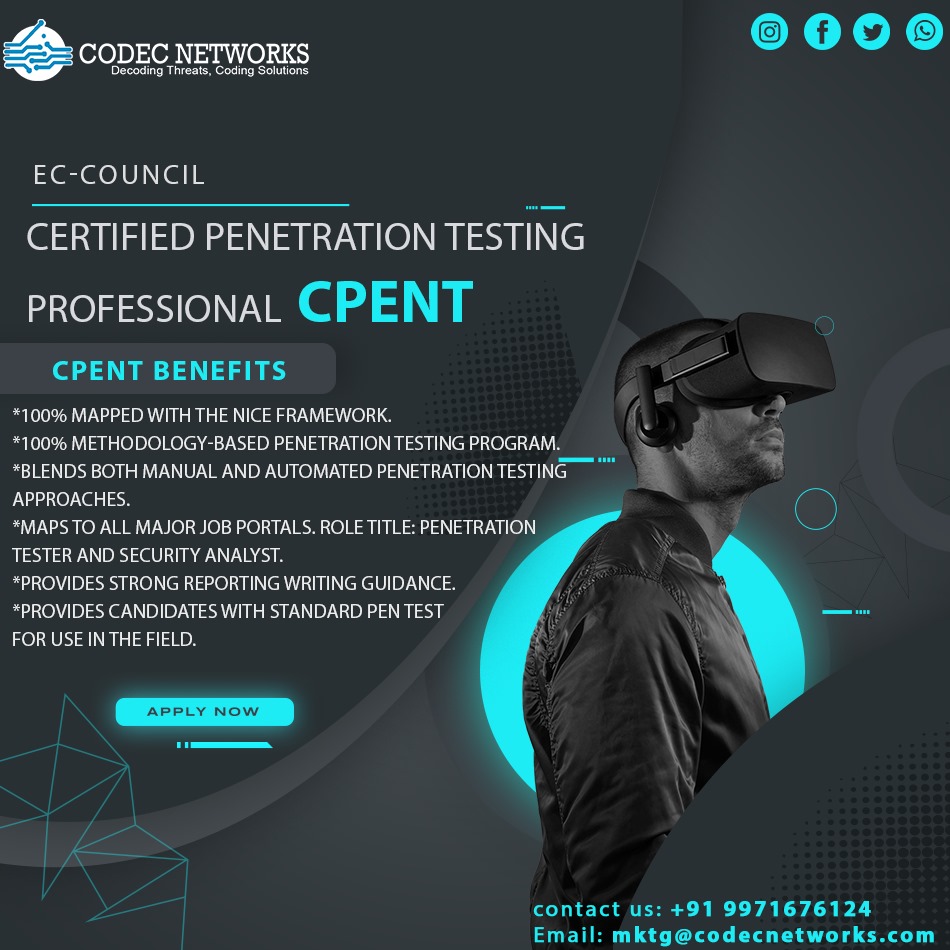 CODEC NETWORKS
Decoding Threats, Coding Solutions
EC-COUNCIL
CERTIFIED PENETRATION TESTING
PROFESSIONAL CPENT
CPENT BENEFITS
*100% MAPPED WITH THE NICE FRAMEWORK.
*100% METHODOLOGY-BASED PENETRATION TESTING PROGRAM.
*BLENDS BOTH MANUAL AND AUTOMATED PENETRATION TESTING
APPROACHES.
*MAPS TO ALL MAJOR JOB PORTALS. ROLE TITLE: PENETRATION
TESTER AND SECURITY ANALYST.
*PROVIDES STRONG REPORTING WRITING GUIDANCE.
*PROVIDES CANDIDATES WITH STANDARD PEN TEST
FOR USE IN THE FIELD.
APPLY NOW
contact us: +91 9971676124
Email: mktg@codecnetworks.com